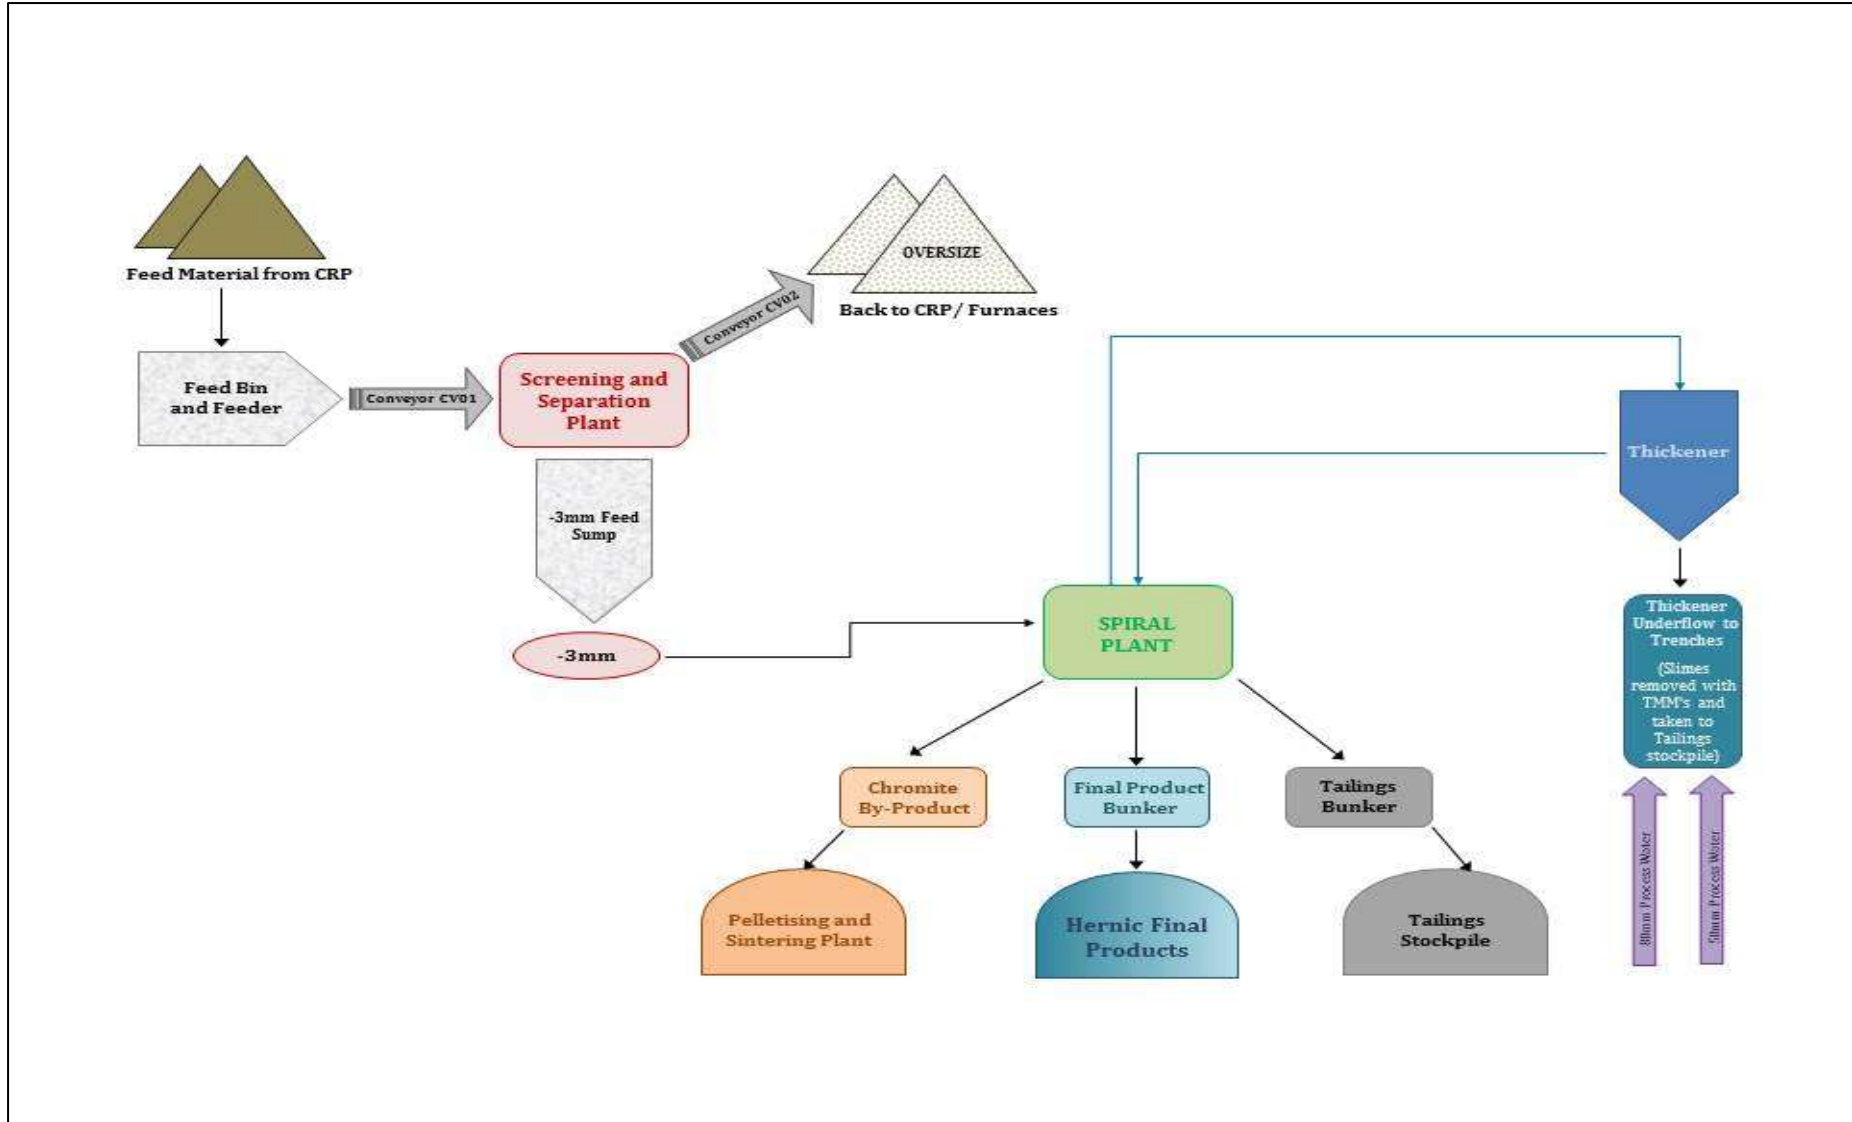 Feed Material from CRP
Feed Bin
and Feeder
Conveyor CV01
Screening and
Separation
Plant
Conveyor CV02
OVERSIZE
Back to CRP/ Furnaces
-3mm Feed
Sump
-3mm
SPIRAL
PLANT
Thickener
Thickener
Underflow to
Trenches
(Slimes
removed with
TMM's and
taken to
Tailings
stockpile)
80mm Process Water
50mm Process Water
Chromite
By-Product
Final Product
Bunker
Tailings
Bunker
Pelletising and
Sintering Plant
Hernic Final
Products
Tailings
Stockpile